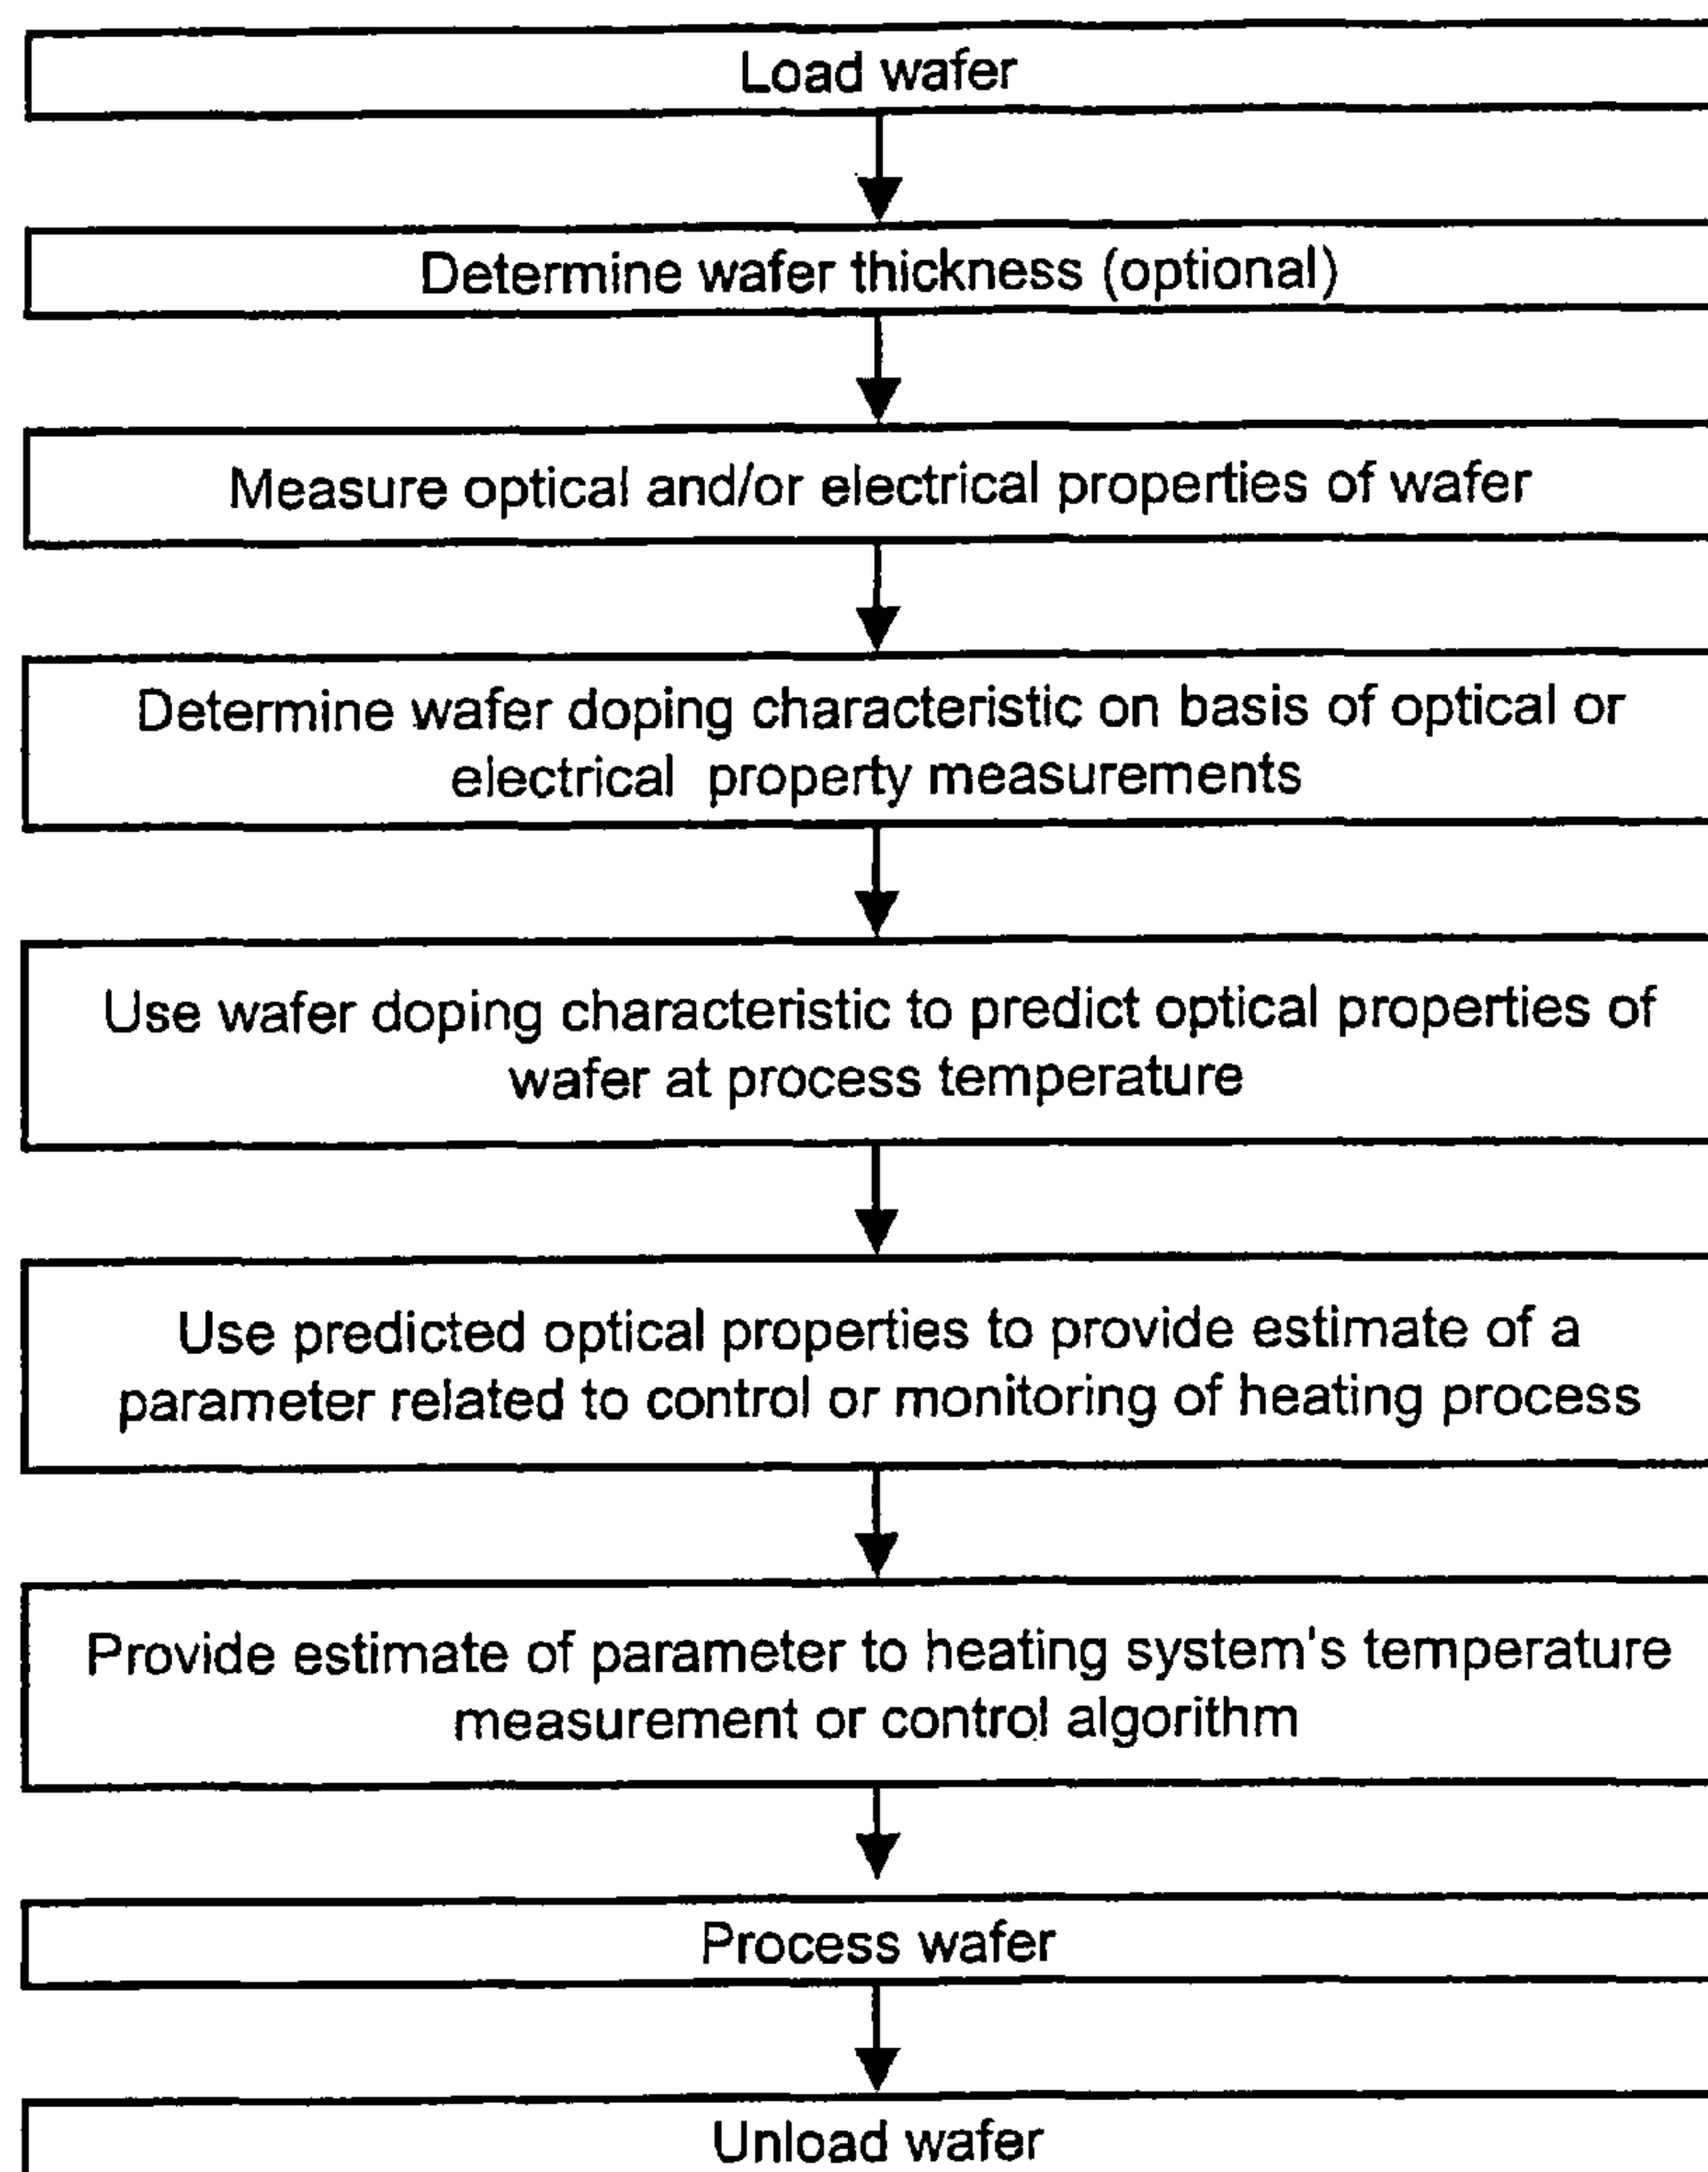 Load wafer
Determine wafer thickness (optional)
Measure optical and/or electrical properties of wafer
Determine wafer doping characteristic on basis of optical or
electrical property measurements
Use wafer doping characteristic to predict optical properties of
wafer at process temperature
Use predicted optical properties to provide estimate of a
parameter related to control or monitoring of heating process
Provide estimate of parameter to heating system's temperature
measurement or control algorithm
Process wafer
Unload wafer